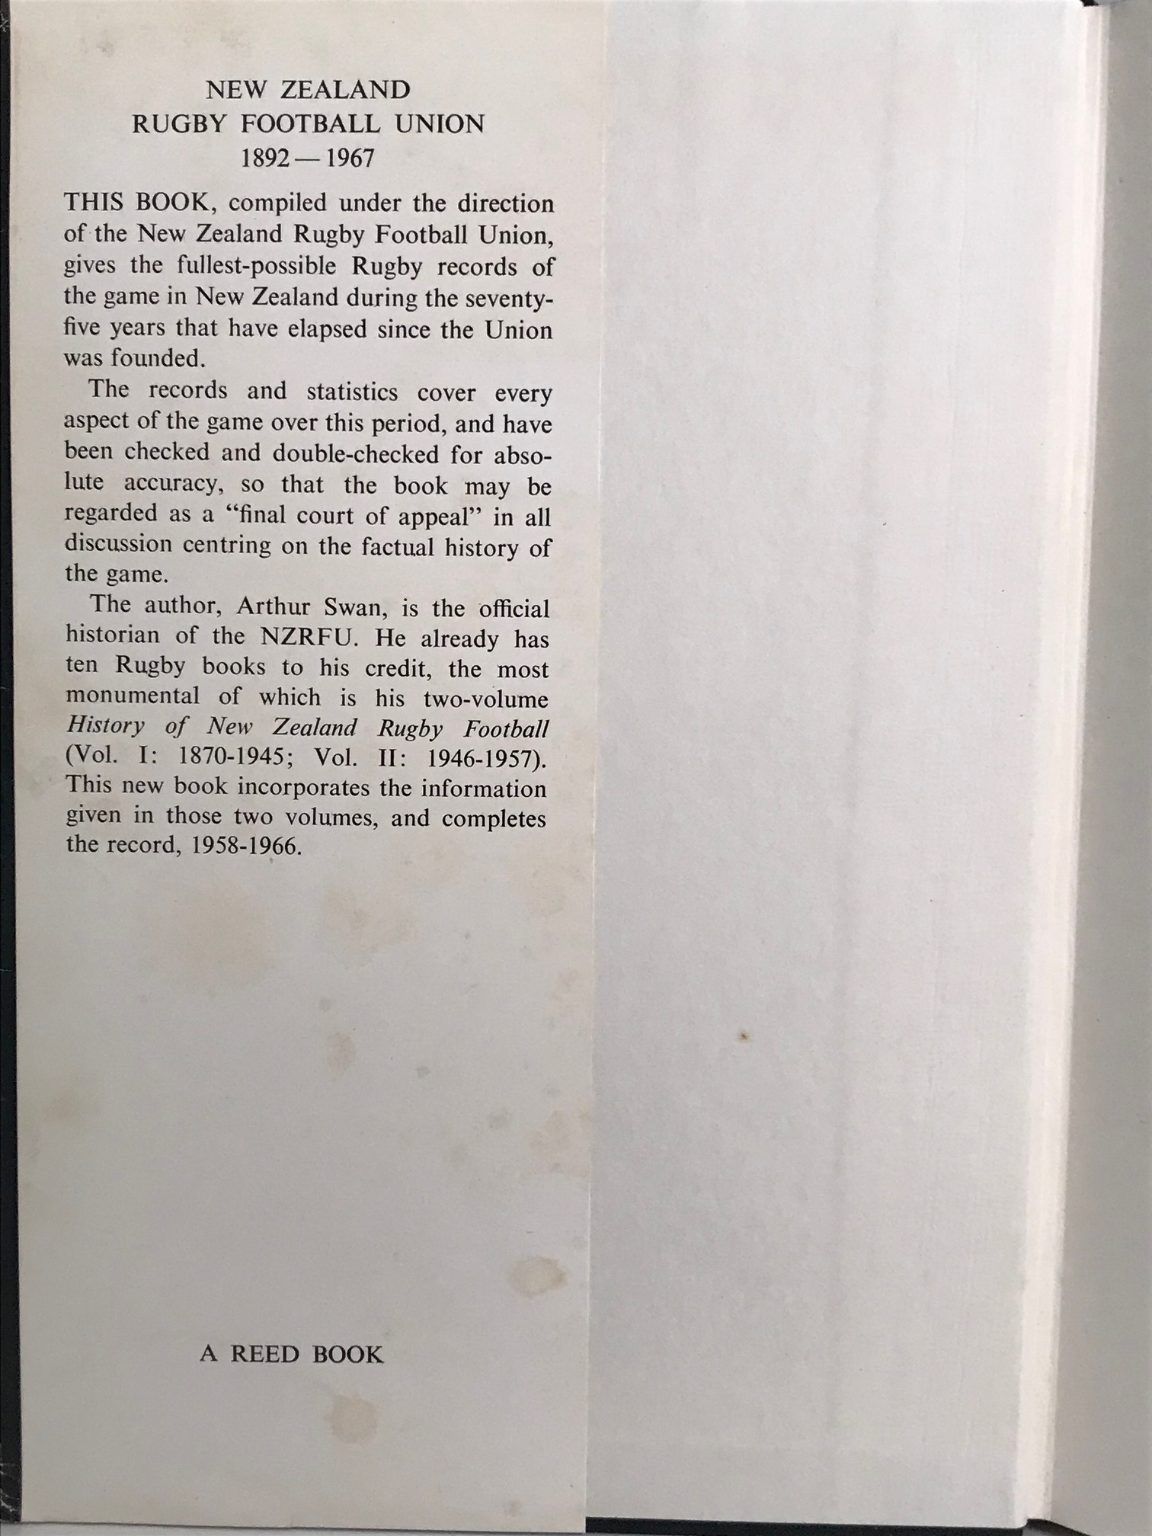 NEW ZEALAND
RUGBY FOOTBALL UNION
1892 — 1967
THIS BOOK, compiled under the direction
of the New Zealand Rugby Football Union,
gives the fullest-possible Rugby records of
the game in New Zealand during the seventy-
five years that have elapsed since the Union
was founded.
The records and statistics cover every
aspect of the game over this period, and have
been checked and double-checked for abso-
lute accuracy, so that the book may be
regarded as a “final court of appeal” in all
discussion centring on the factual history of
the game.
The author, Arthur Swan, is the official
historian of the NZRFU. He already has
ten Rugby books to his credit, the most
monumental of which is his two-volume
History of New Zealand Rugby Football
(Vol. I: 1870-1945; Vol. II: 1946-1957).
This new book incorporates the information
given in those two volumes, and completes
the record, 1958-1966.
A REED BOOK